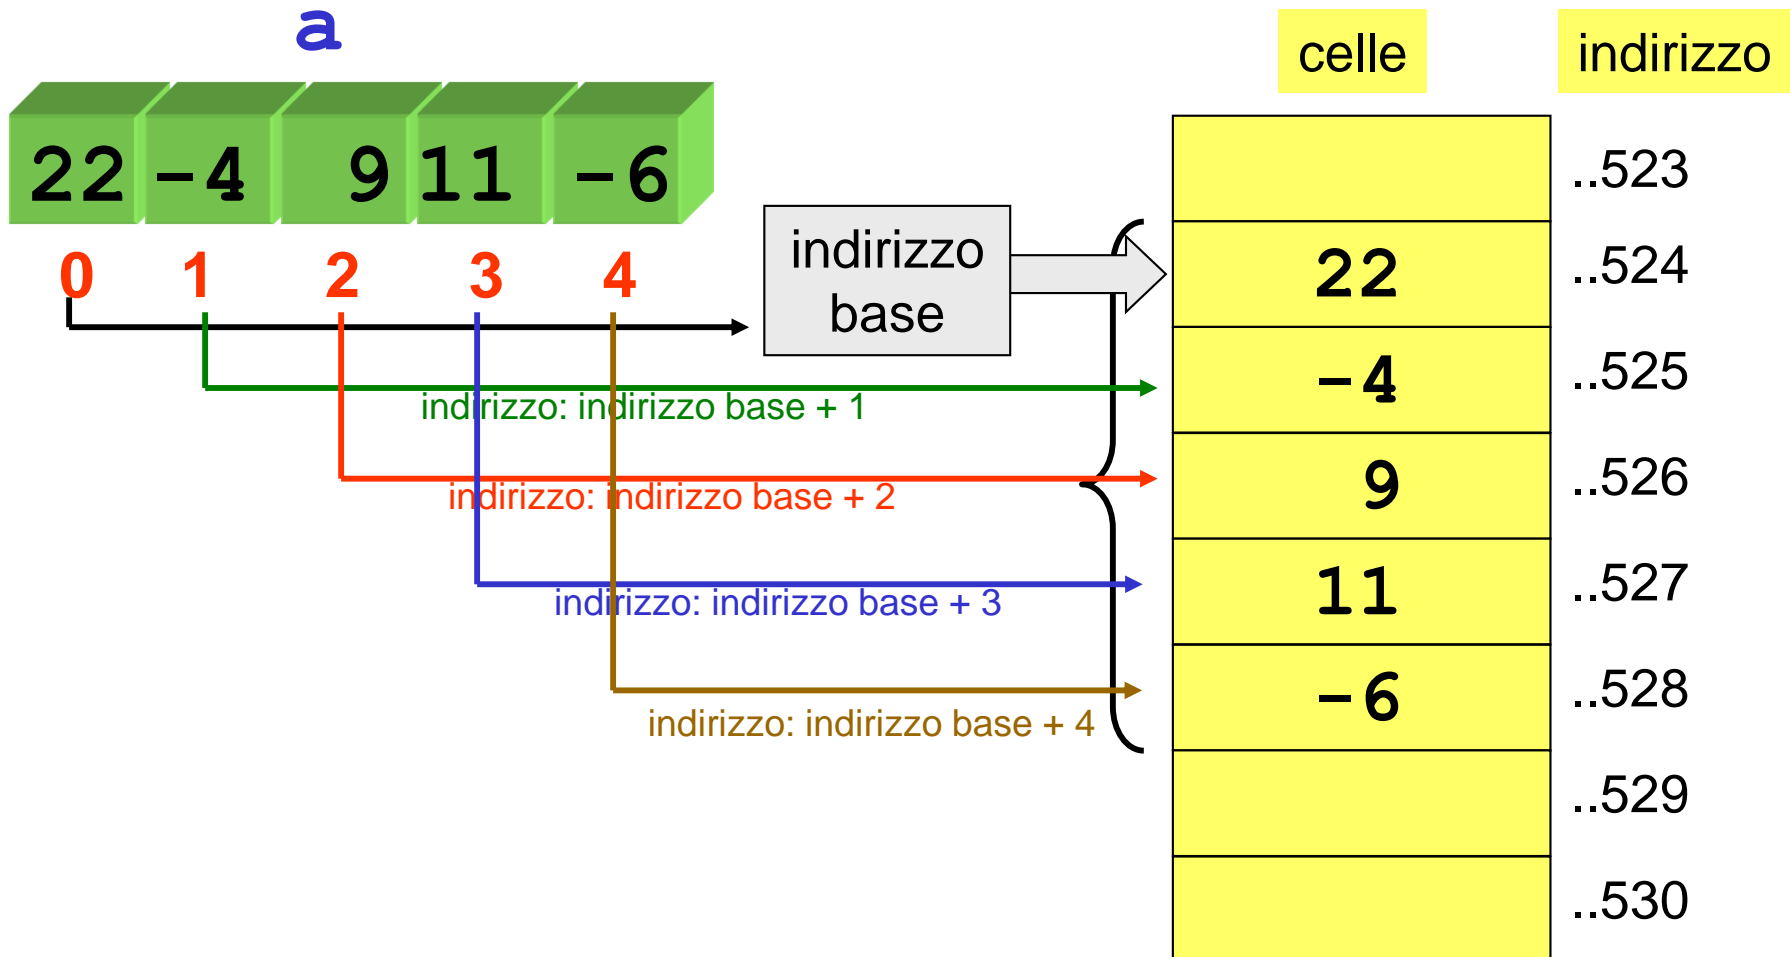 a
22 -4 9 11 -6
0 1 2 3 4
indirizzo
base
indirizzo: indirizzo base + 1
indirizzo: indirizzo base + 2
indirizzo: indirizzo base + 3
indirizzo: indirizzo base + 4
celle indirizzo
..523
22 ..524
-4 ..525
9 ..526
11 ..527
-6 ..528
..529
..530